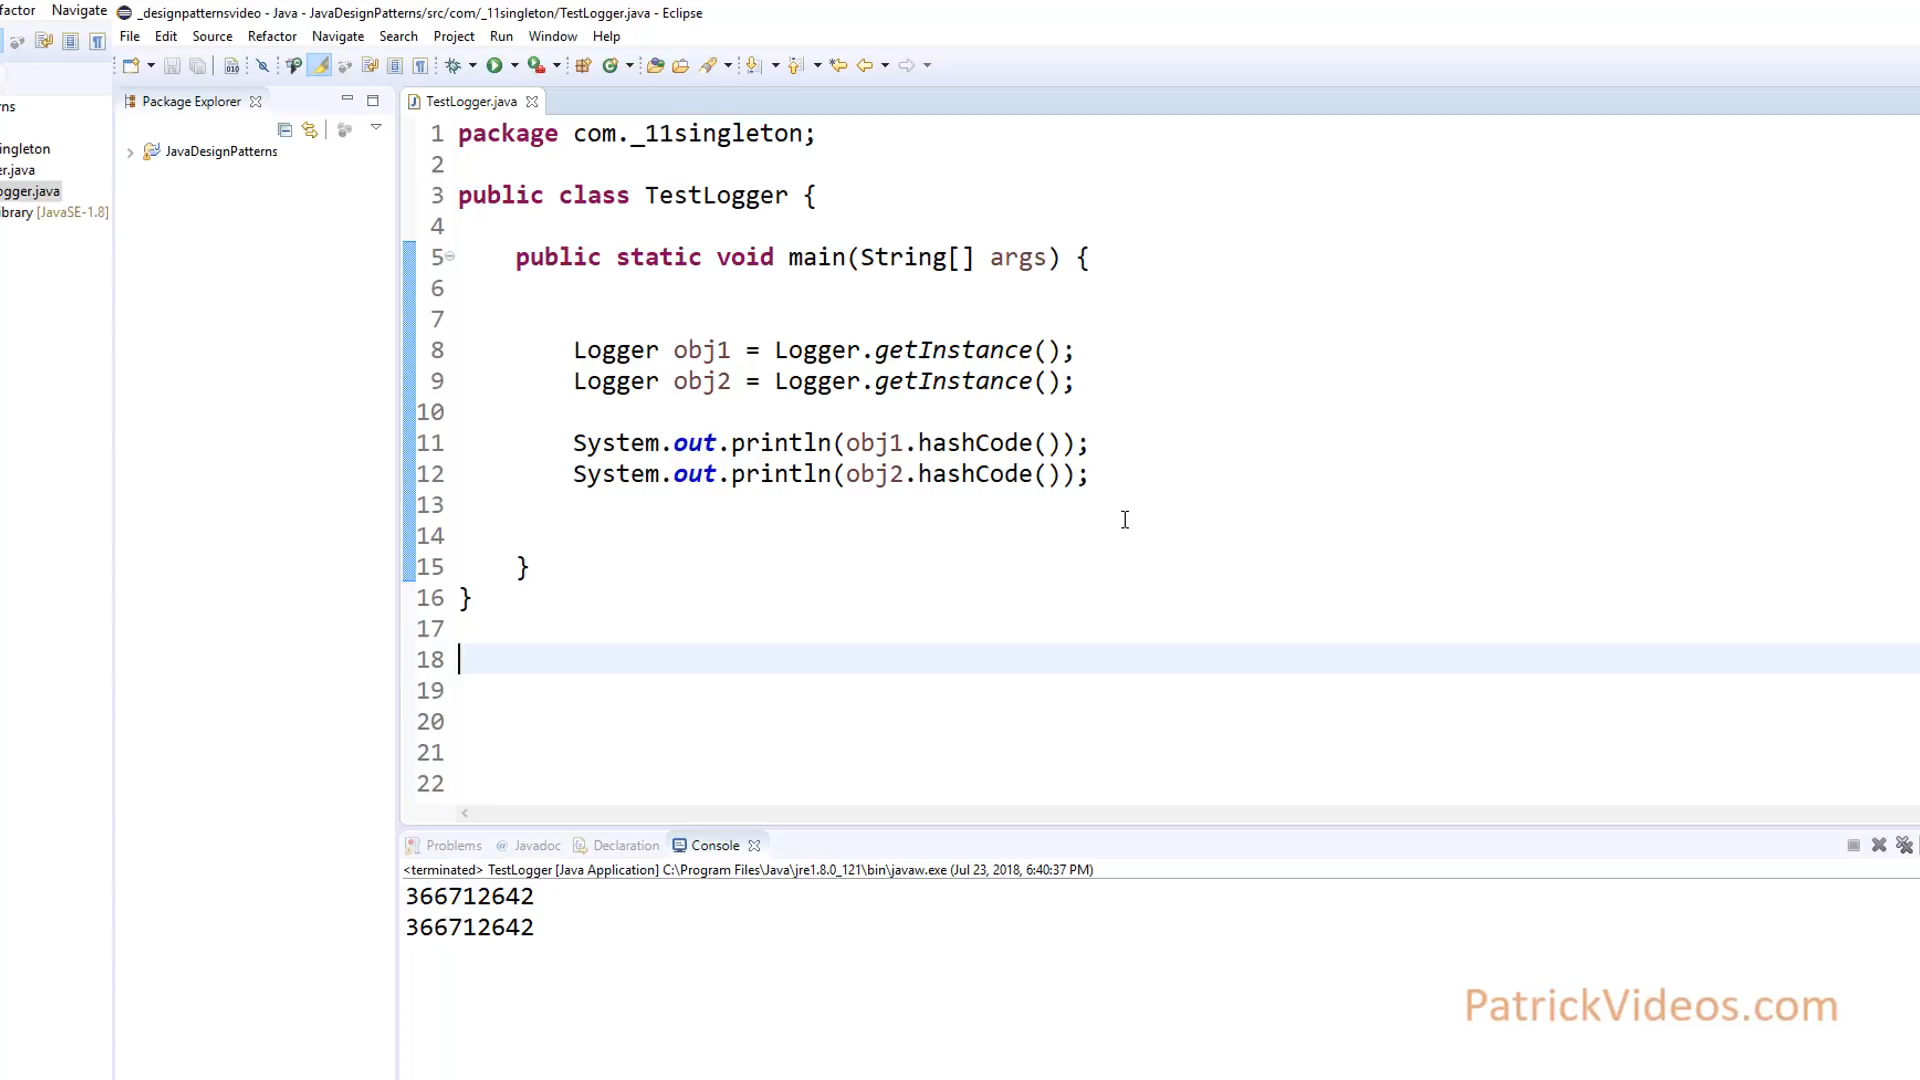 factor Navigate
_designpatternsvideo - Java - JavaDesignPatterns/src/com/_11singleton/TestLogger.java - Eclipse
File Edit Source Refactor Navigate Search Project Run Window Help
rns
ingleton
er.java
ogger.java
ibrary [JavaSE-1.8]
Package Explorer
JavaDesignPatterns
TestLogger.java
1 package com._11singleton;
2
3 public class TestLogger {
4
5 public static void main(String[] args) {
6
7
8 Logger obj1 = Logger.getInstance();
9 Logger obj2 = Logger.getInstance();
10
11 System.out.println(obj1.hashCode());
12 System.out.println(obj2.hashCode());
13
14
15 }
16 }
17
18
19
20
21
22
Problems @ Javadoc Declaration Console
<terminated> TestLogger [Java Application] C:\Program Files\Java\jre1.8.0_121\bin\javaw.exe (Jul 23, 2018, 6:40:37 PM)
366712642
366712642
PatrickVideos.com